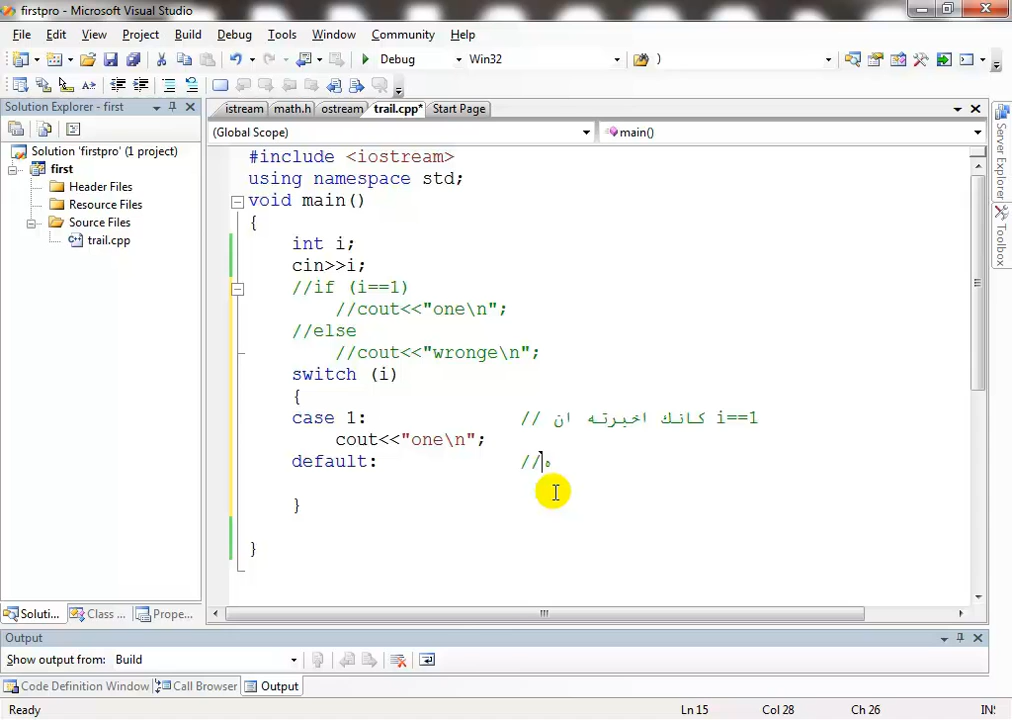 firstpro - Microsoft Visual Studio
File Edit View Project Build Debug Tools Window Community Help
Debug Win32 )
Solution Explorer - first
istream math.h ostream trail.cpp* Start Page
(Global Scope) main()
Solution 'firstpro' (1 project)
first
Header Files
Resource Files
Source Files
trail.cpp
#include <iostream>
using namespace std;
void main()
{
int i;
cin>>i;
//if (i==1)
//cout<<"one\n";
//else
//cout<<"wronge\n";
switch (i)
{
case 1: // كانك اخبرته ان i==1
cout<<"one\n";
default: //ه
}
}
Server Explorer
Toolbox
Soluti... Class ... Prope...
Output
Show output from: Build
Code Definition Window Call Browser Output
Ready Ln 15 Col 28 Ch 26 INS